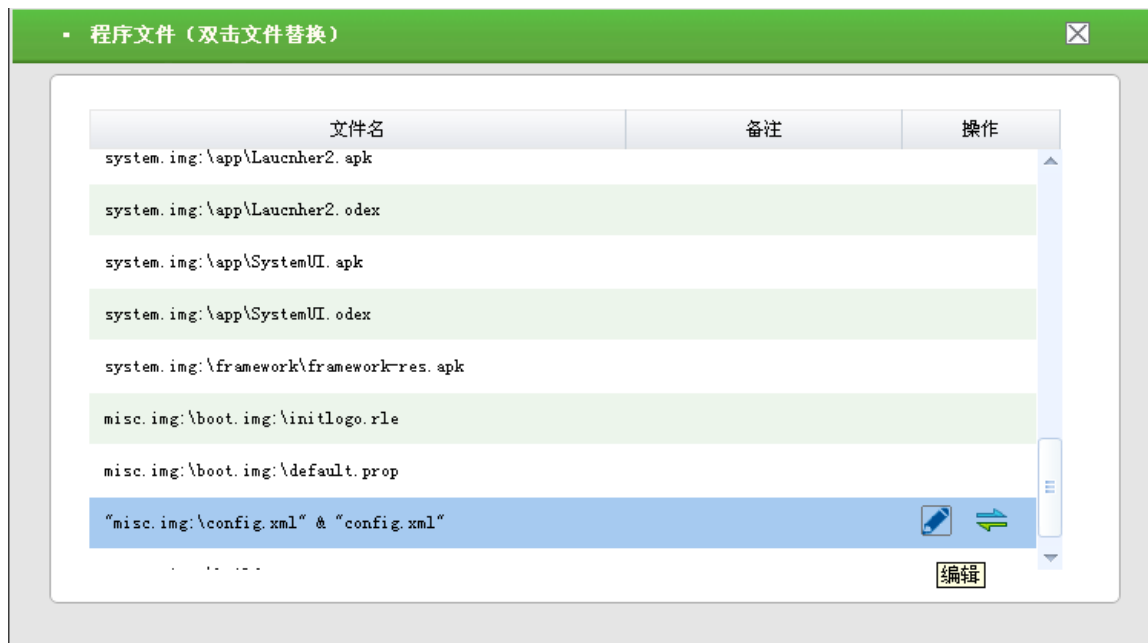 ▪ 程序文件（双击文件替换）
文件名 备注 操作
system.img:\app\Laucnher2.apk
system.img:\app\Laucnher2.odex
system.img:\app\SystemUI.apk
system.img:\app\SystemUI.odex
system.img:\framework\framework-res.apk
misc.img:\boot.img:\initlogo.rle
misc.img:\boot.img:\default.prop
"misc.img:\config.xml" & "config.xml"
编辑